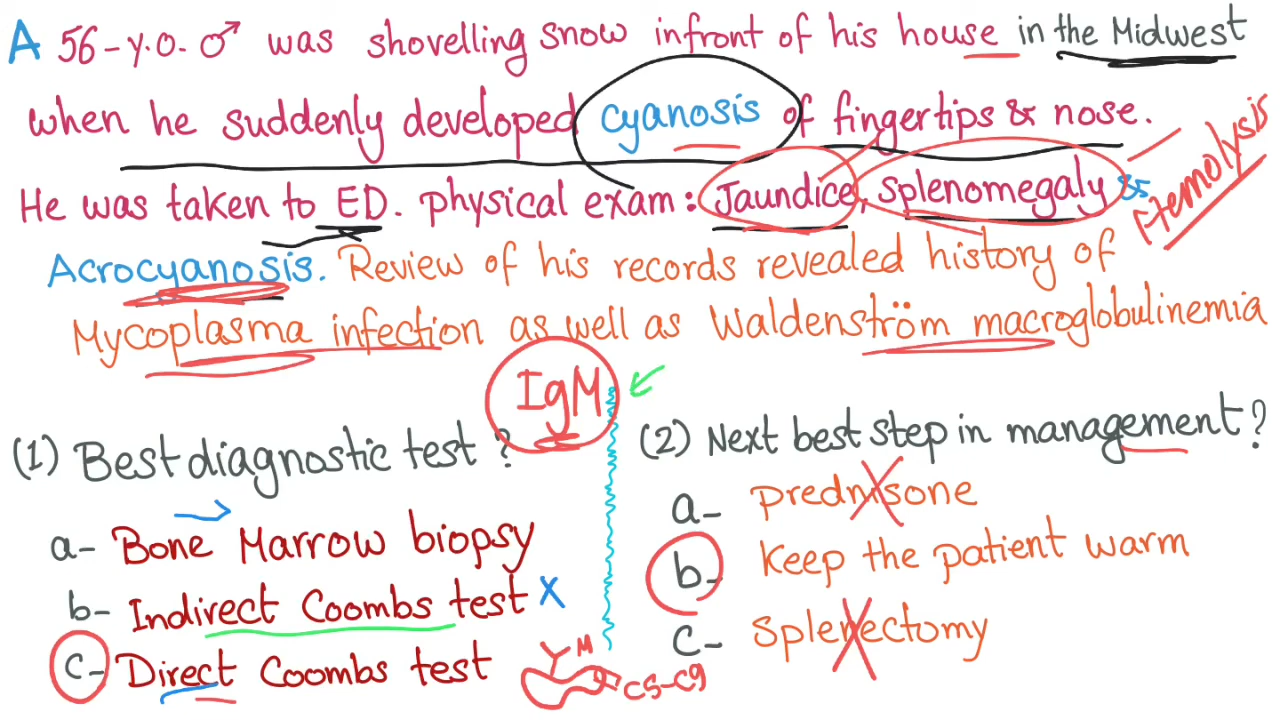 A 56-y.o. ♂ was shovelling snow infront of his house in the Midwest
when he suddenly developed cyanosis of fingertips & nose.
He was taken to ED. physical exam: Jaundice, splenomegaly &
Hemolysis
Acrocyanosis. Review of his records revealed history of
Mycoplasma infection as well as Waldenström macroglobulinemia
IgM
(1) Best diagnostic test?
a- Bone Marrow biopsy
b- Indirect Coombs test X
c- Direct Coombs test
M
C5-C9
(2) Next best step in management?
a- prednisone
b- Keep the patient warm
c- Splenectomy